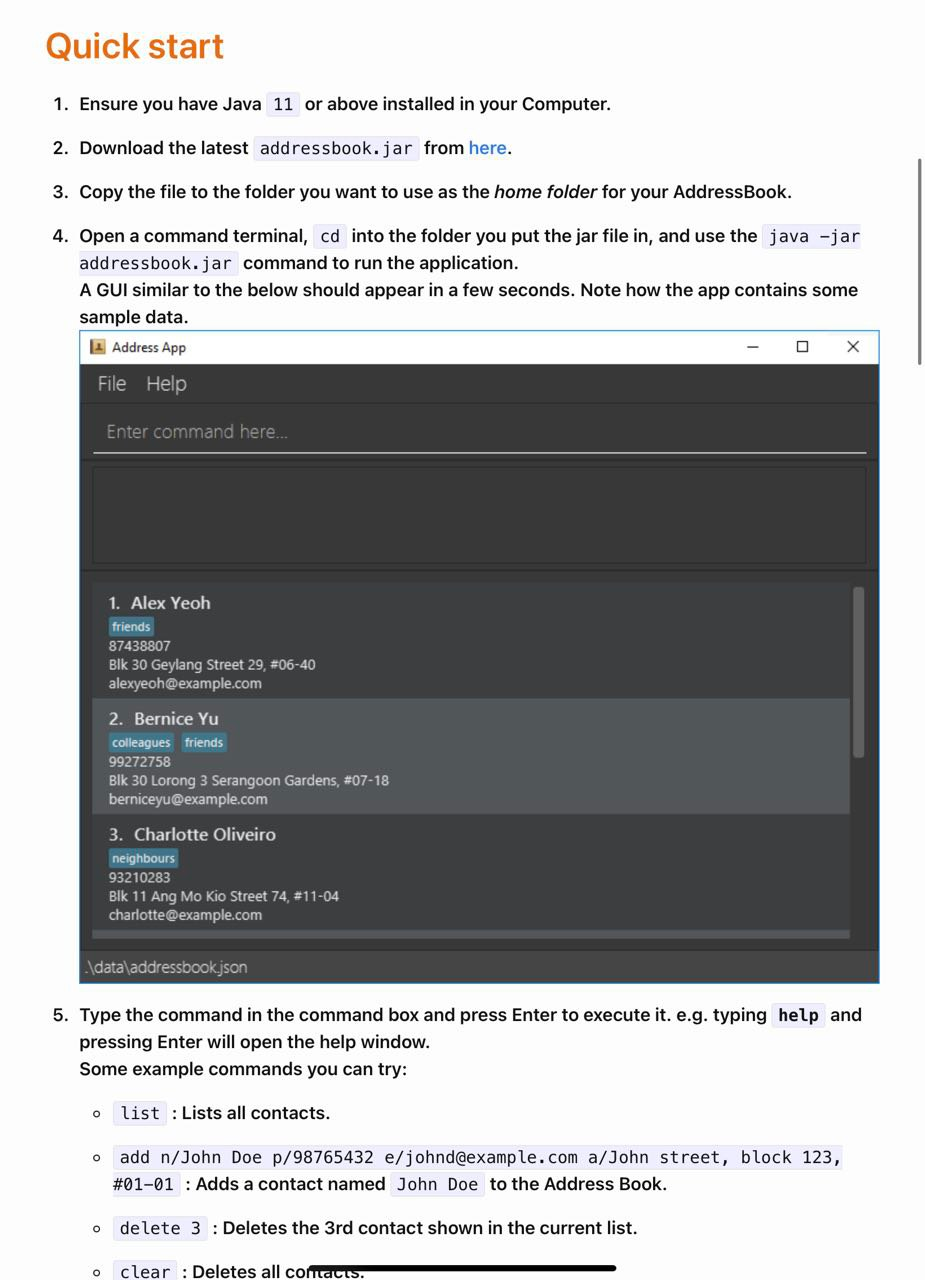 Quick start
1. Ensure you have Java 11 or above installed in your Computer.
2. Download the latest addressbook.jar from here.
3. Copy the file to the folder you want to use as the home folder for your AddressBook.
4. Open a command terminal, cd into the folder you put the jar file in, and use the java -jar
addressbook.jar command to run the application.
A GUI similar to the below should appear in a few seconds. Note how the app contains some
sample data.
Address App
File Help
Enter command here...
1. Alex Yeoh
friends
87438807
Blk 30 Geylang Street 29, #06-40
alexyeoh@example.com
2. Bernice Yu
colleagues friends
99272758
Blk 30 Lorong 3 Serangoon Gardens, #07-18
berniceyu@example.com
3. Charlotte Oliveiro
neighbours
93210283
Blk 11 Ang Mo Kio Street 74, #11-04
charlotte@example.com
.\data\addressbook.json
5. Type the command in the command box and press Enter to execute it. e.g. typing help and
pressing Enter will open the help window.
Some example commands you can try:
list : Lists all contacts.
add n/John Doe p/98765432 e/johnd@example.com a/John street, block 123,
#01-01 : Adds a contact named John Doe to the Address Book.
delete 3 : Deletes the 3rd contact shown in the current list.
clear : Deletes all contacts.